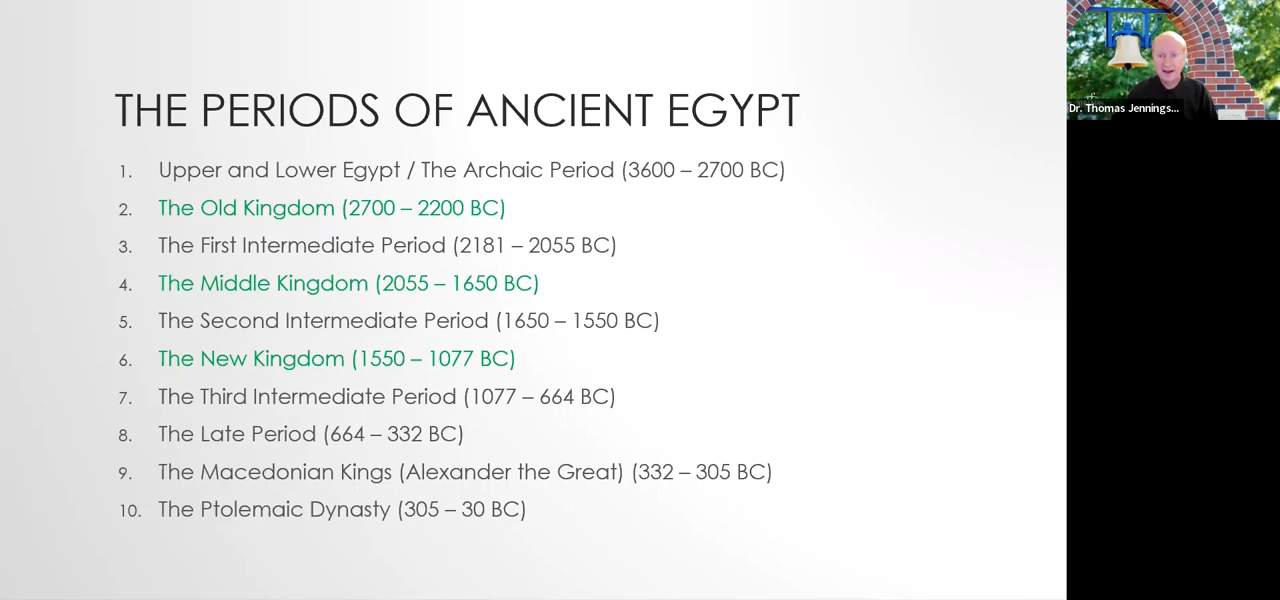 THE PERIODS OF ANCIENT EGYPT
1. Upper and Lower Egypt / The Archaic Period (3600 – 2700 BC)
2. The Old Kingdom (2700 – 2200 BC)
3. The First Intermediate Period (2181 – 2055 BC)
4. The Middle Kingdom (2055 – 1650 BC)
5. The Second Intermediate Period (1650 – 1550 BC)
6. The New Kingdom (1550 – 1077 BC)
7. The Third Intermediate Period (1077 – 664 BC)
8. The Late Period (664 – 332 BC)
9. The Macedonian Kings (Alexander the Great) (332 – 305 BC)
10. The Ptolemaic Dynasty (305 – 30 BC)
Dr. Thomas Jennings...